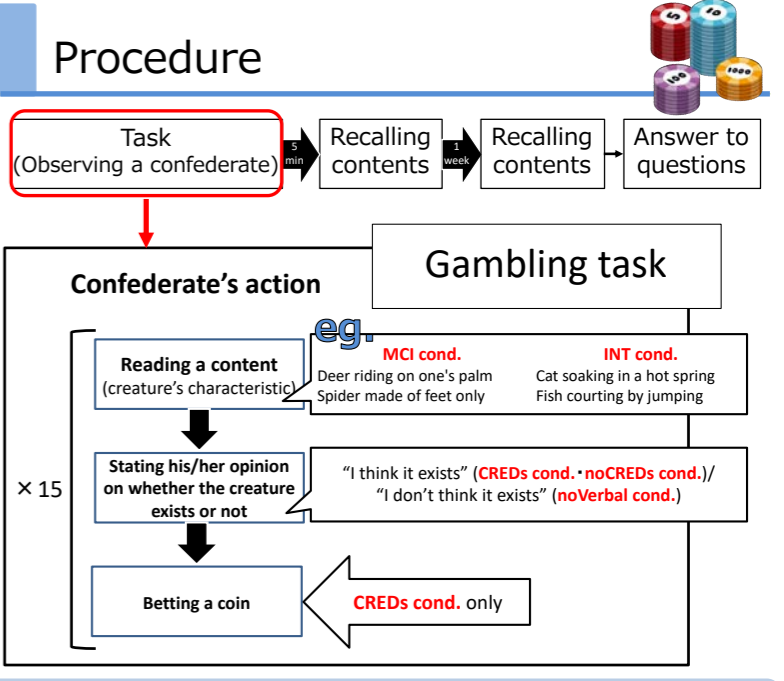 Procedure
5
10
100
1000
Task
(Observing a confederate)
5
min
Recalling
contents
1
week
Recalling
contents
Answer to
questions
Gambling task
Confederate's action
eg.
Reading a content
(creature's characteristic)
MCI cond.
Deer riding on one's palm
Spider made of feet only
INT cond.
Cat soaking in a hot spring
Fish courting by jumping
×15
Stating his/her opinion
on whether the creature
exists or not
“I think it exists” (CREDs cond.・noCREDs cond.)/
“I don't think it exists” (noVerbal cond.)
Betting a coin
CREDs cond. only